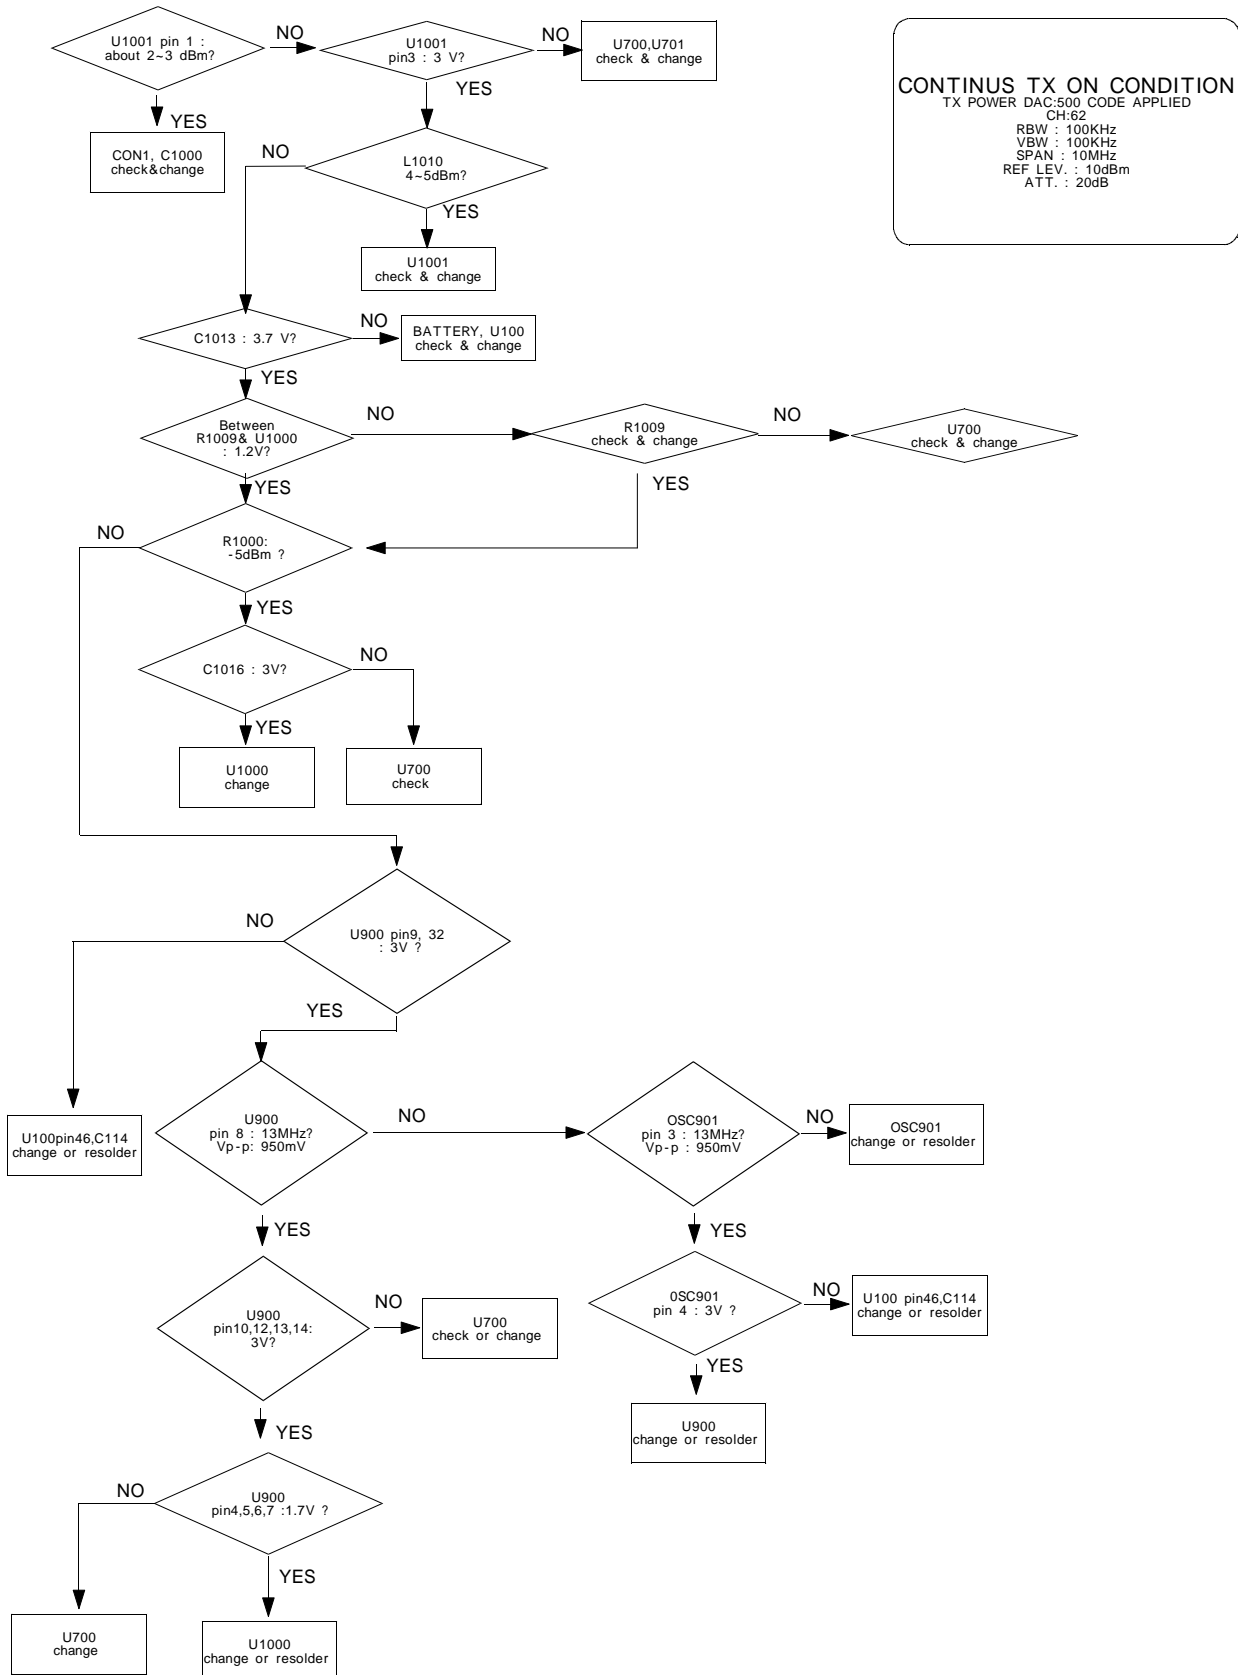 U1001 pin 1 :
about 2~3 dBm?
NO
U1001
pin3 : 3 V?
NO
U700,U701
check & change
YES
CON1, C1000
check&change
YES
NO
L1010
4~5dBm?
YES
U1001
check & change
CONTINUS TX ON CONDITION
TX POWER DAC:500 CODE APPLIED
CH:62
RBW : 100KHz
VBW : 100KHz
SPAN : 10MHz
REF LEV. : 10dBm
ATT. : 20dB
C1013 : 3.7 V?
NO
BATTERY, U100
check & change
YES
Between
R1009& U1000
: 1.2V?
NO
R1009
check & change
NO
U700
check & change
YES
YES
NO
R1000:
-5dBm ?
YES
C1016 : 3V?
NO
YES
U1000
change
U700
check
NO
U900 pin9, 32
: 3V ?
YES
U100pin46,C114
change or resolder
U900
pin 8 : 13MHz?
Vp-p: 950mV
NO
OSC901
pin 3 : 13MHz?
Vp-p : 950mV
NO
OSC901
change or resolder
YES
YES
U900
pin10,12,13,14:
3V?
NO
U700
check or change
0SC901
pin 4 : 3V ?
NO
U100 pin46,C114
change or resolder
YES
U900
change or resolder
YES
NO
U900
pin4,5,6,7 :1.7V ?
YES
U700
change
U1000
change or resolder